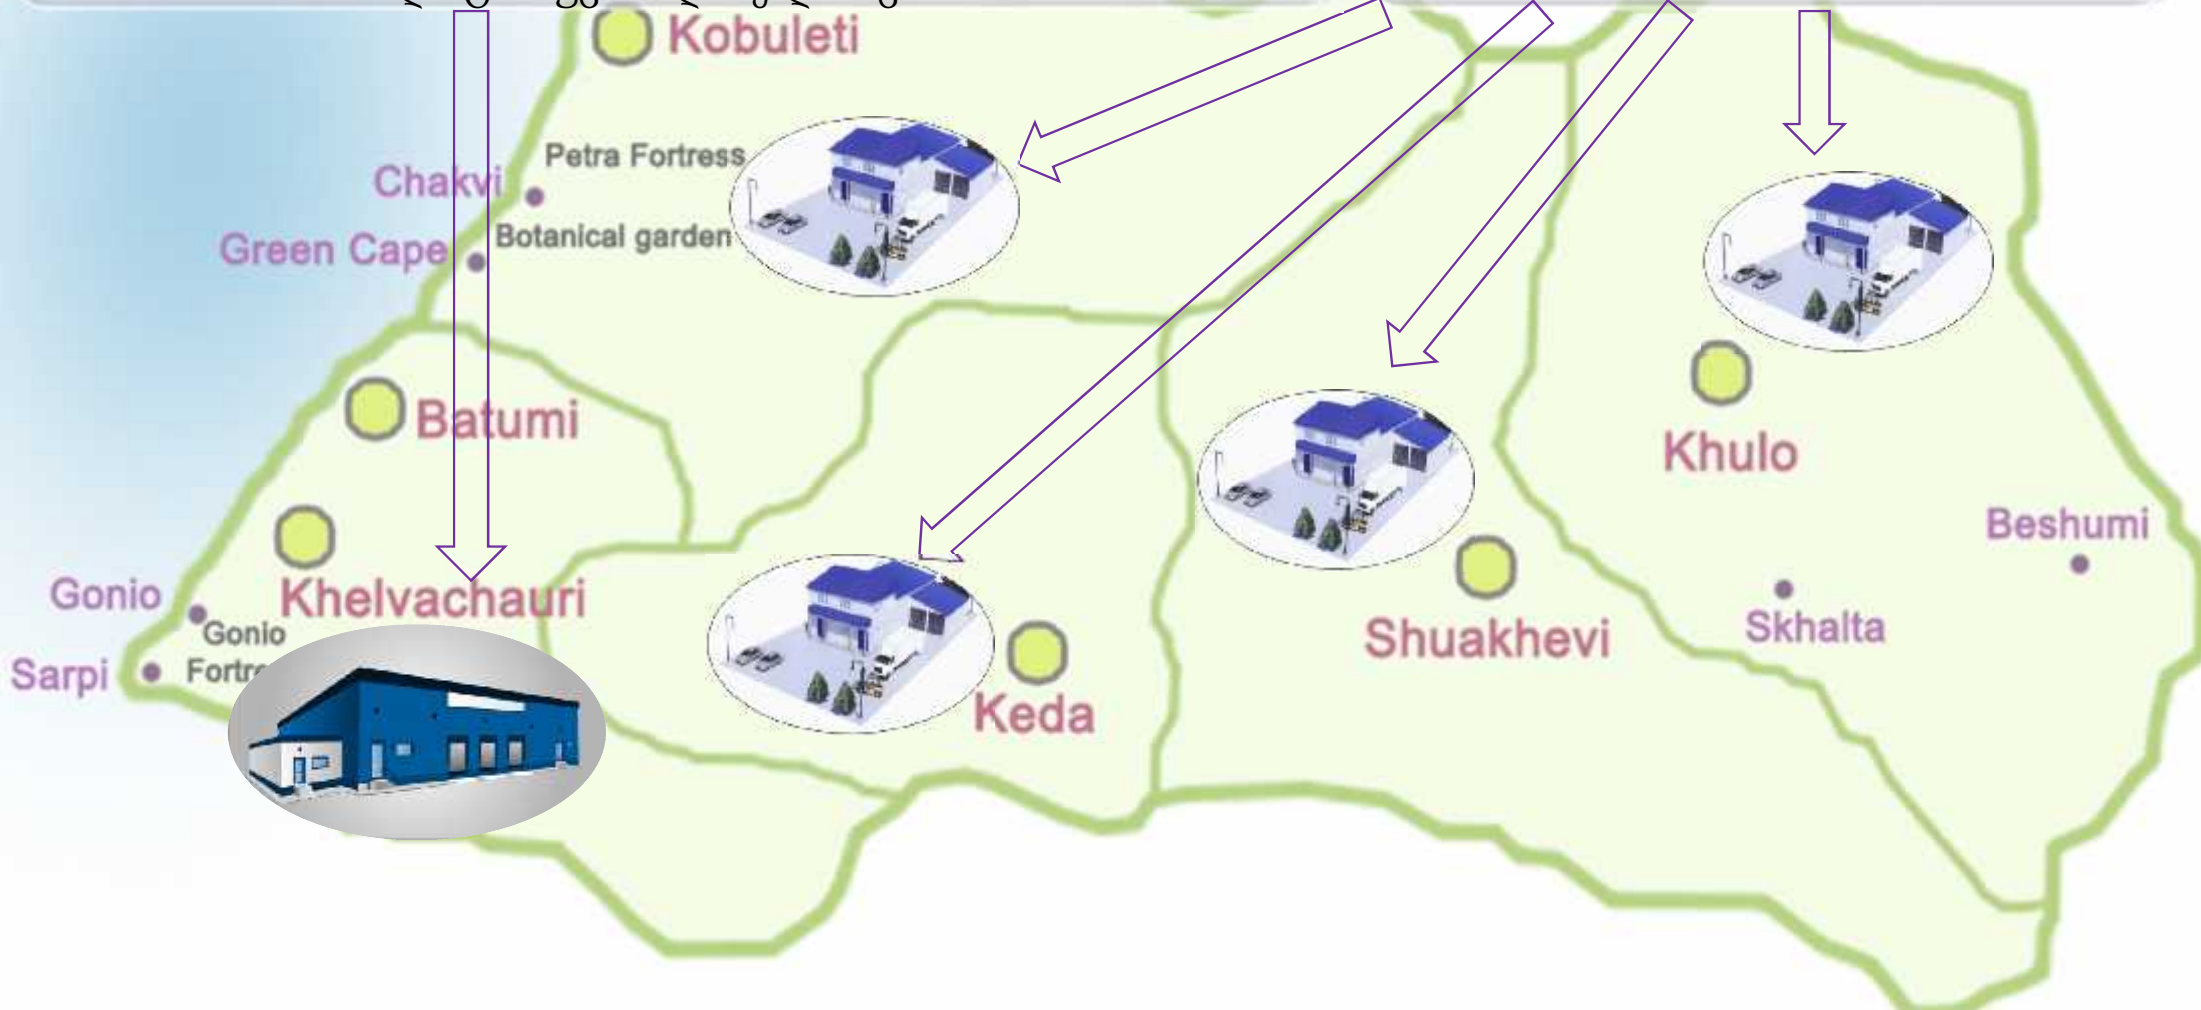 Kobuleti
Petra Fortress
Chakvi
Botanical garden
Green Cape
Batumi
Khulo
Beshumi
Gonio
Khelvachauri
Gonio
Skhalta
Shuakhevi
Sarpi
Keda